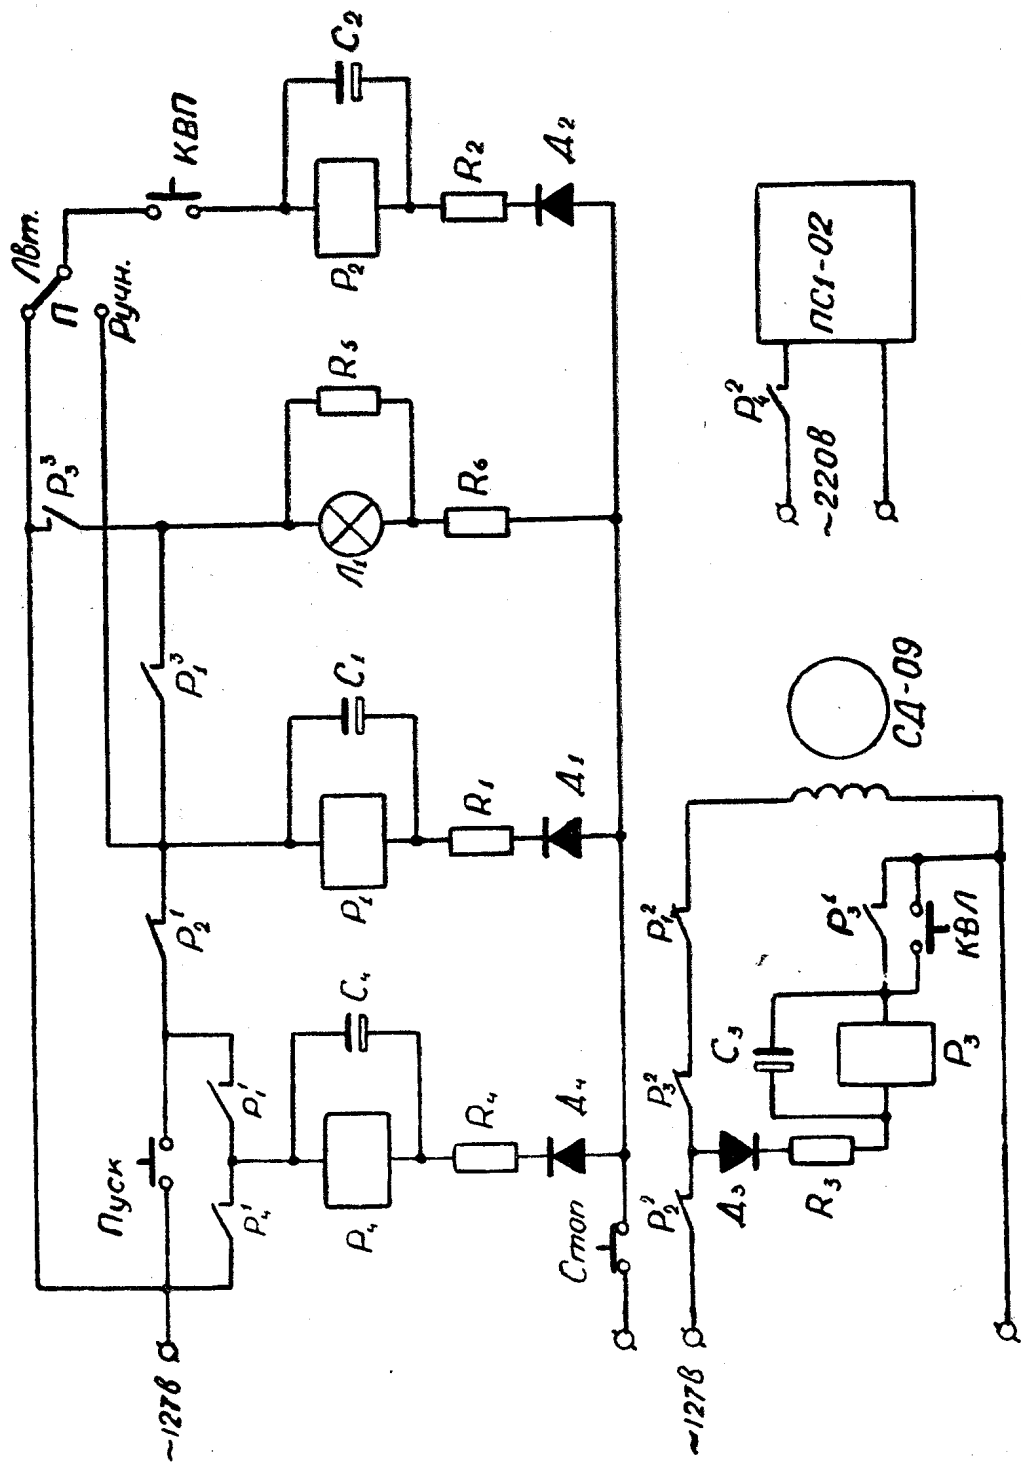 ~127в
Пуск
P₄¹
P₁¹
P₂¹
P₁³
P₃³
П
Авт.
Ручн.
КВП
P₄
C₄
P₁
C₁
Л₁
R₅
P₂
C₂
R₄
R₁
R₆
R₂
Д₄
Д₁
Д₂
Стоп
~127в
P₂²
P₃²
P₁²
Д₃
R₃
C₃
P₃
P₃¹
КВЛ
СД-09
~220в
P₄²
ПС1-02